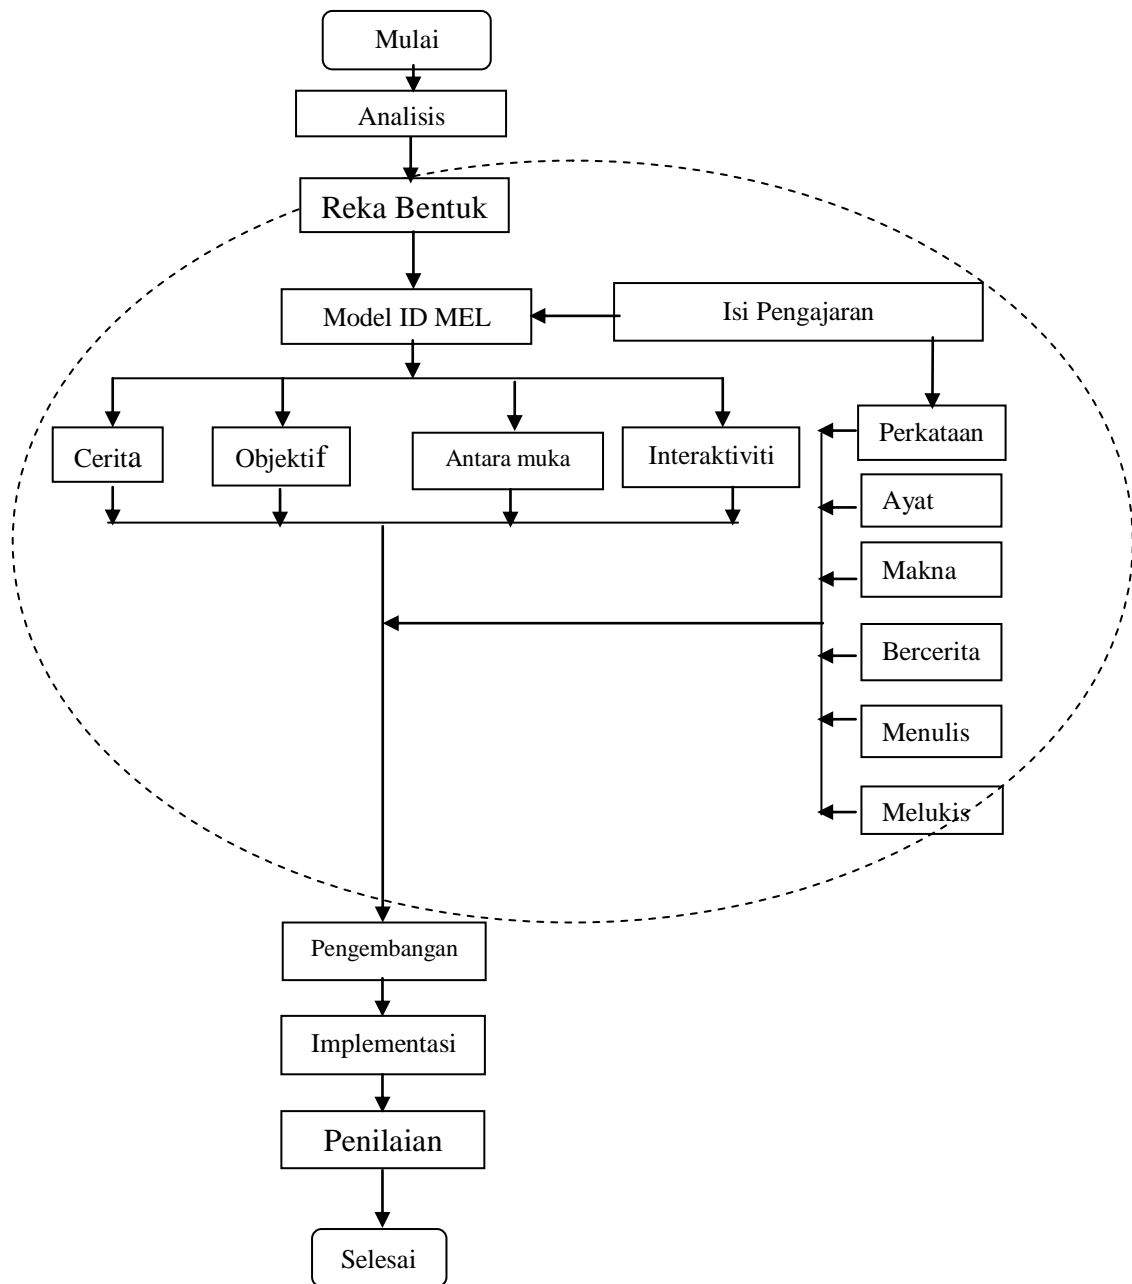 Mulai
Analisis
Reka Bentuk
Model ID MEL
Isi Pengajaran
Cerita
Objektif
Antara muka
Interaktiviti
Perkataan
Ayat
Makna
Bercerita
Menulis
Melukis
Pengembangan
Implementasi
Penilaian
Selesai